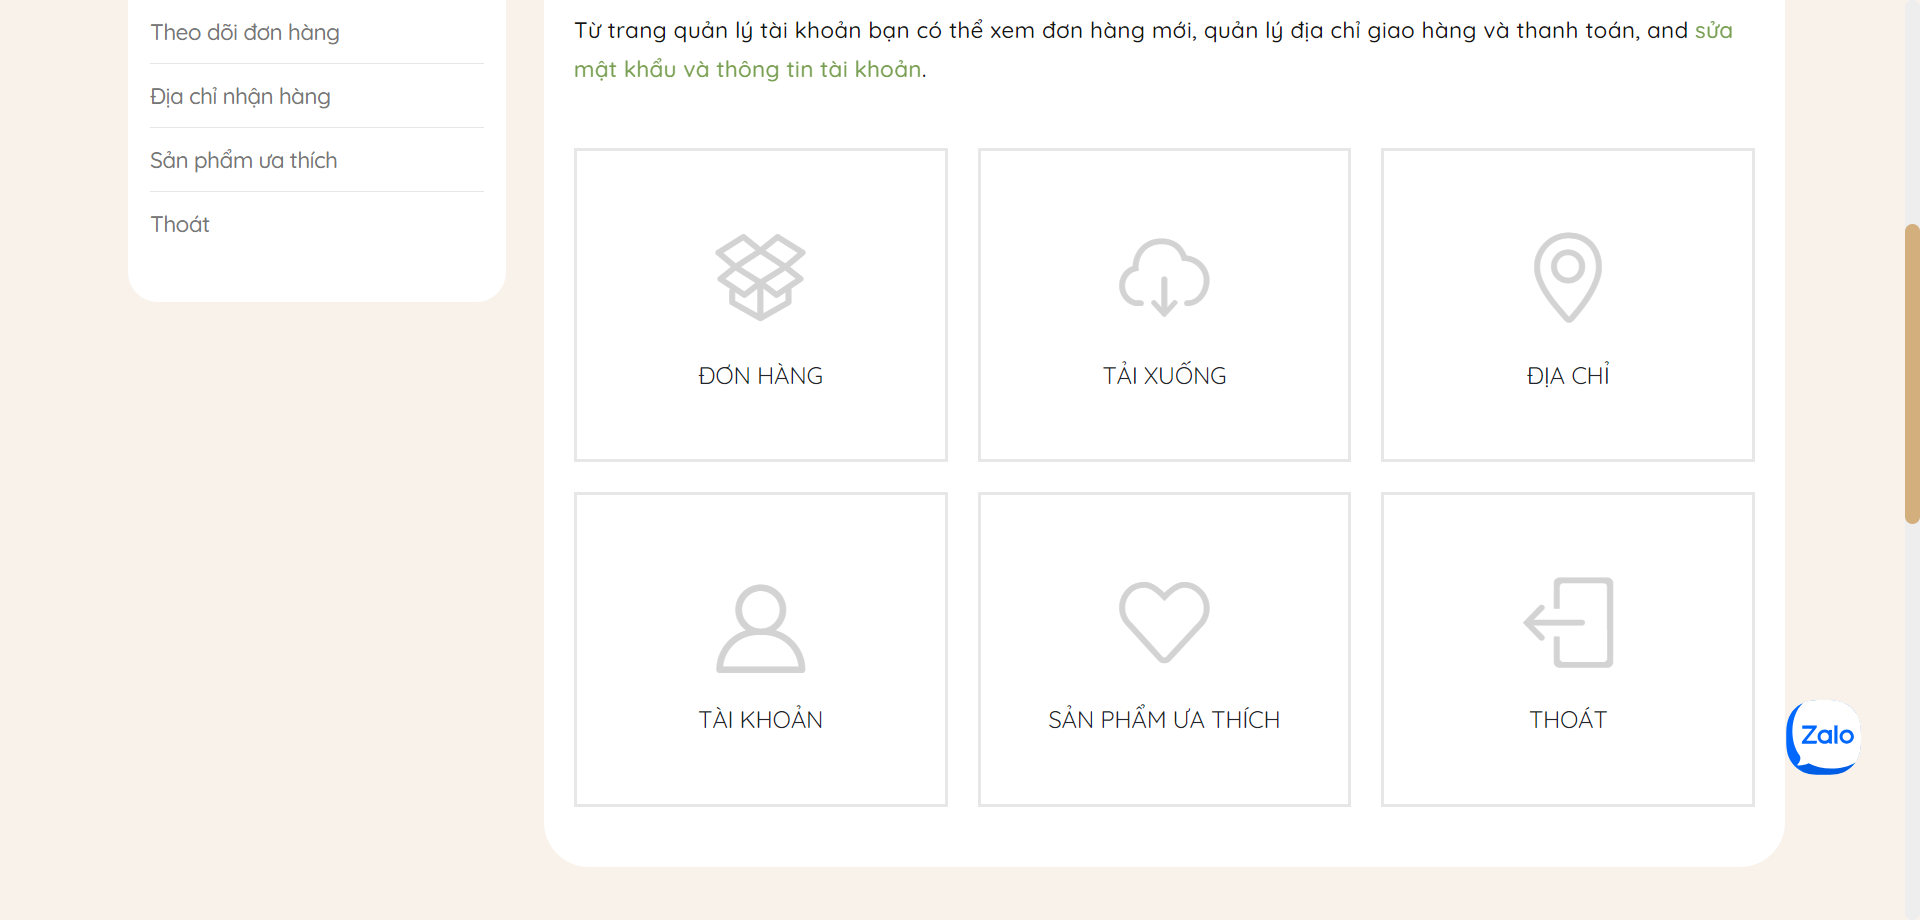 Theo dõi đơn hàng
Địa chỉ nhận hàng
Sản phẩm ưa thích
Thoát
Từ trang quản lý tài khoản bạn có thể xem đơn hàng mới, quản lý địa chỉ giao hàng và thanh toán, and sửa
mật khẩu và thông tin tài khoản.
ĐƠN HÀNG
TẢI XUỐNG
ĐỊA CHỈ
TÀI KHOẢN
SẢN PHẨM ƯA THÍCH
THOÁT
Zalo